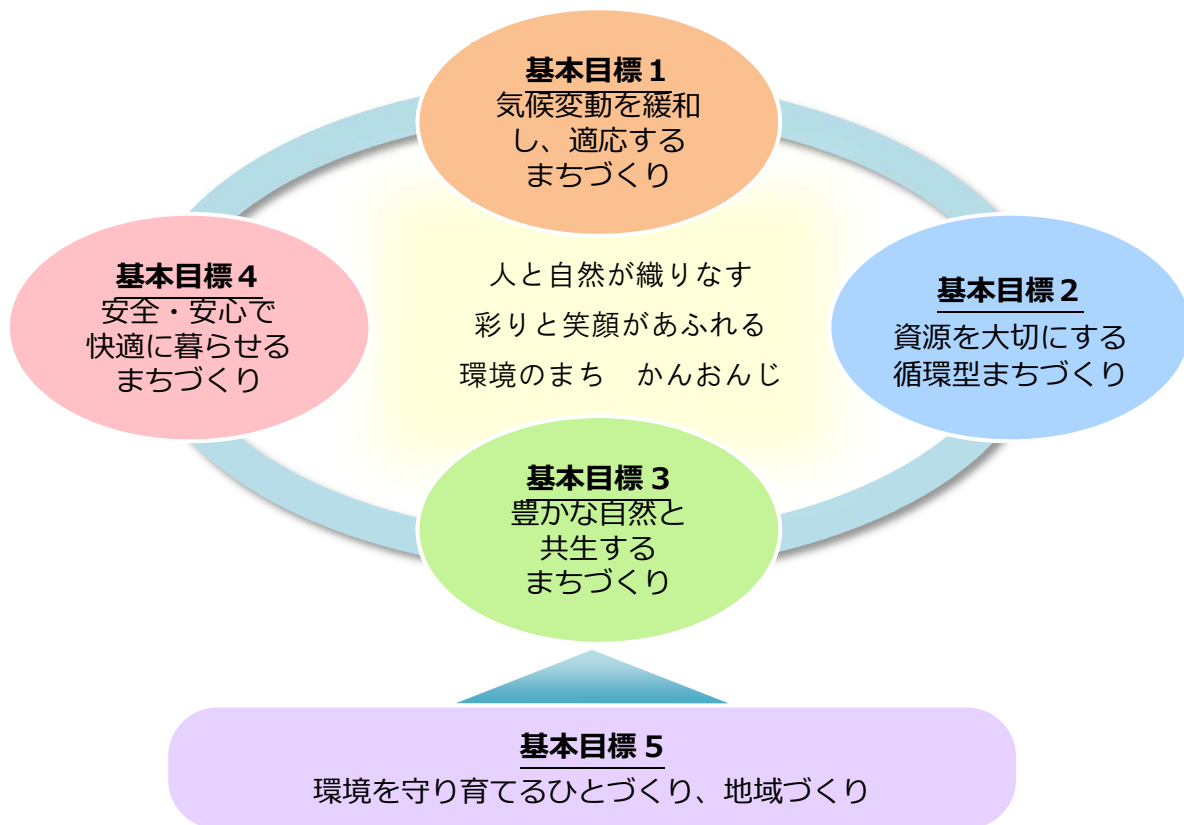 基本目標１
気候変動を緩和
し、適応する
まちづくり
基本目標４
安全・安心で
快適に暮らせる
まちづくり
人と自然が織りなす
彩りと笑顔があふれる
環境のまち　かんおんじ
基本目標２
資源を大切にする
循環型まちづくり
基本目標３
豊かな自然と
共生する
まちづくり
基本目標５
環境を守り育てるひとづくり、地域づくり